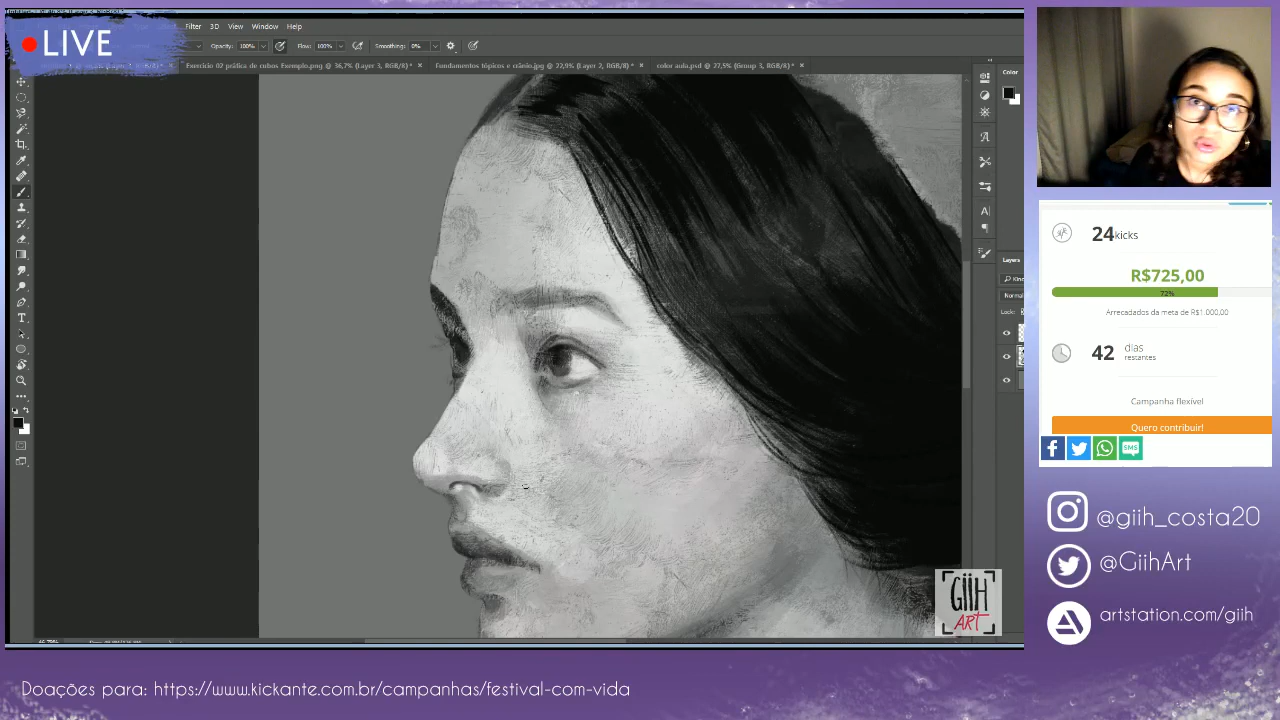 LIVE
Filter 3D View Window Help
Opacity: 100% Flow: 100% Smoothing: 0%
Exercício 02 prática de cubos Exemplo.png @ 36,7% (Layer 3, RGB/8) *
Fundamentos tópicos e crânio.jpg @ 22,9% (Layer 2, RGB/8) *
color aula.psd @ 27,5% (Group 3, RGB/8) *
Color
Layers
Normal
Lock:
GiiH
ART
24 kicks
R$725,00
72%
Arrecadados da meta de R$1.000,00
42 dias
restantes
Campanha flexível
Quero contribuir!
SMS
@giih_costa20
@GiihArt
artstation.com/giih
Doações para: https://www.kickante.com.br/campanhas/festival-com-vida